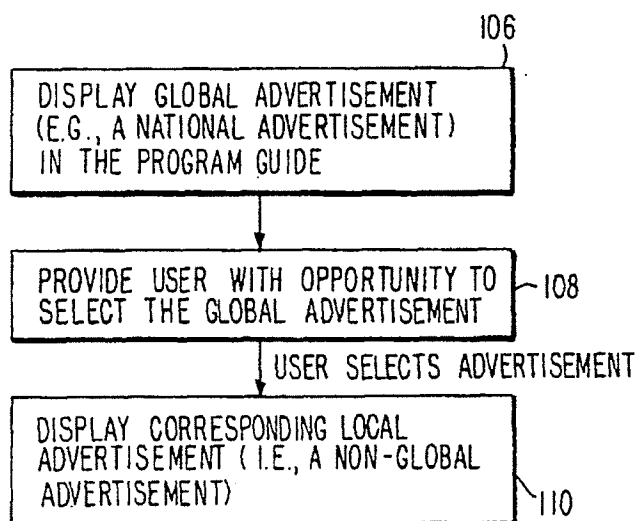 106
DISPLAY GLOBAL ADVERTISEMENT
(E.G., A NATIONAL ADVERTISEMENT)
IN THE PROGRAM GUIDE
PROVIDE USER WITH OPPORTUNITY TO
SELECT THE GLOBAL ADVERTISEMENT
108
USER SELECTS ADVERTISEMENT
DISPLAY CORRESPONDING LOCAL
ADVERTISEMENT ( I.E., A NON-GLOBAL
ADVERTISEMENT)
110